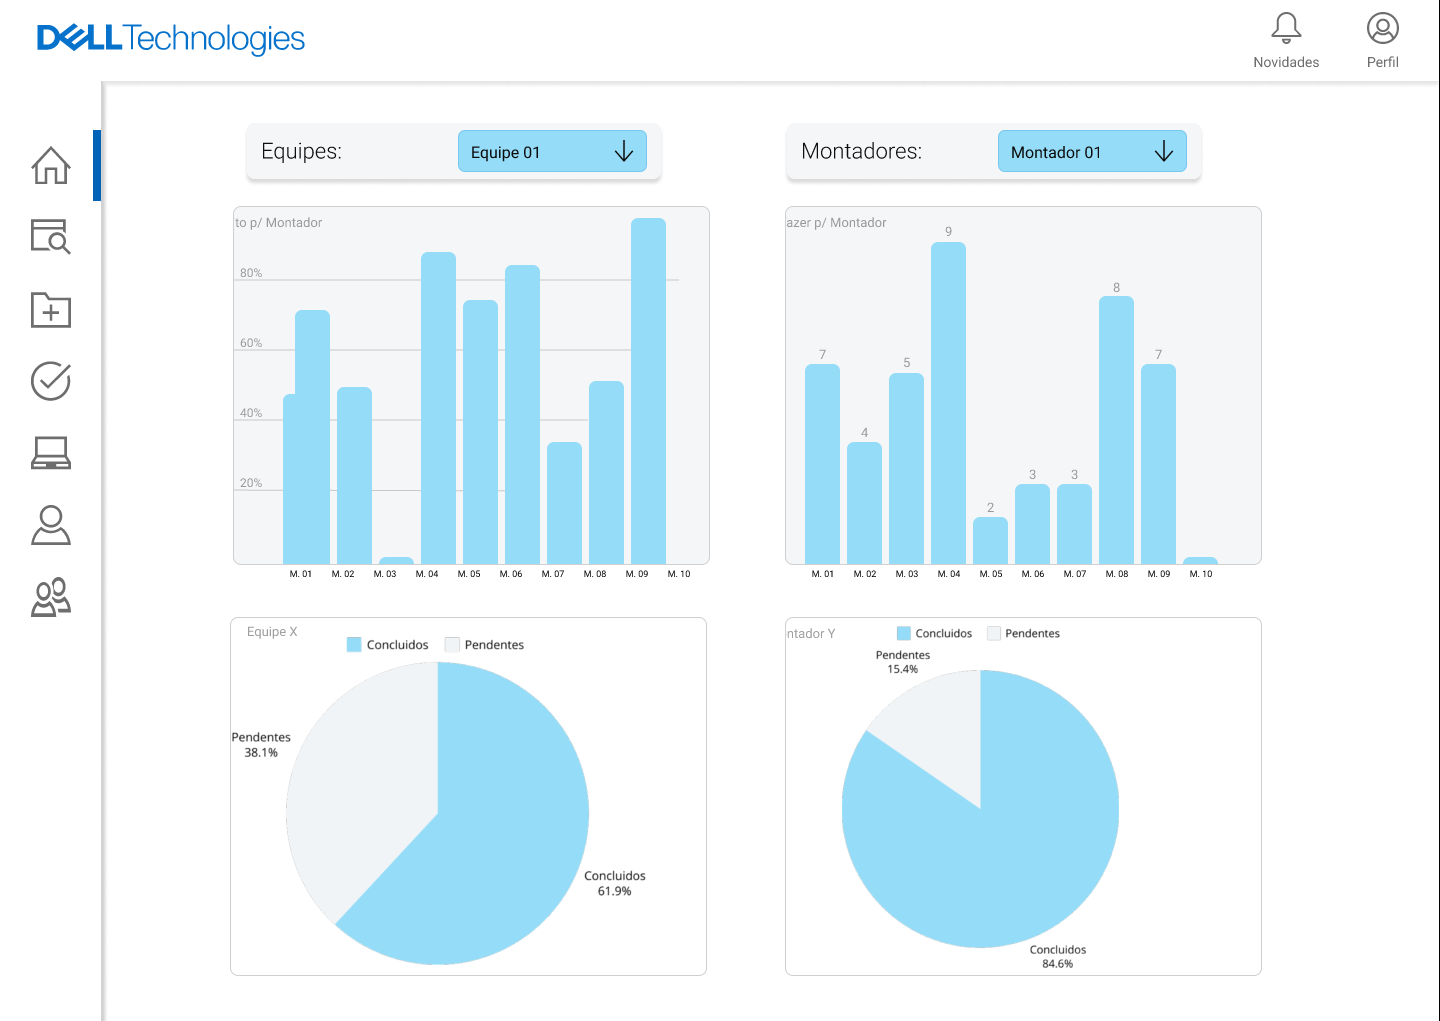 DELLTechnologies
Novidades
Perfil
Equipes:
Equipe 01
Montadores:
Montador 01
to p/ Montador
80%
60%
40%
20%
M. 01 M. 02 M. 03 M. 04 M. 05 M. 06 M. 07 M. 08 M. 09 M. 10
azer p/ Montador
9
8
7
7
5
4
3
3
2
M. 01 M. 02 M. 03 M. 04 M. 05 M. 06 M. 07 M. 08 M. 09 M. 10
Equipe X
Concluidos
Pendentes
Pendentes
38.1%
Concluidos
61.9%
ntador Y
Concluidos
Pendentes
Pendentes
15.4%
Concluidos
84.6%